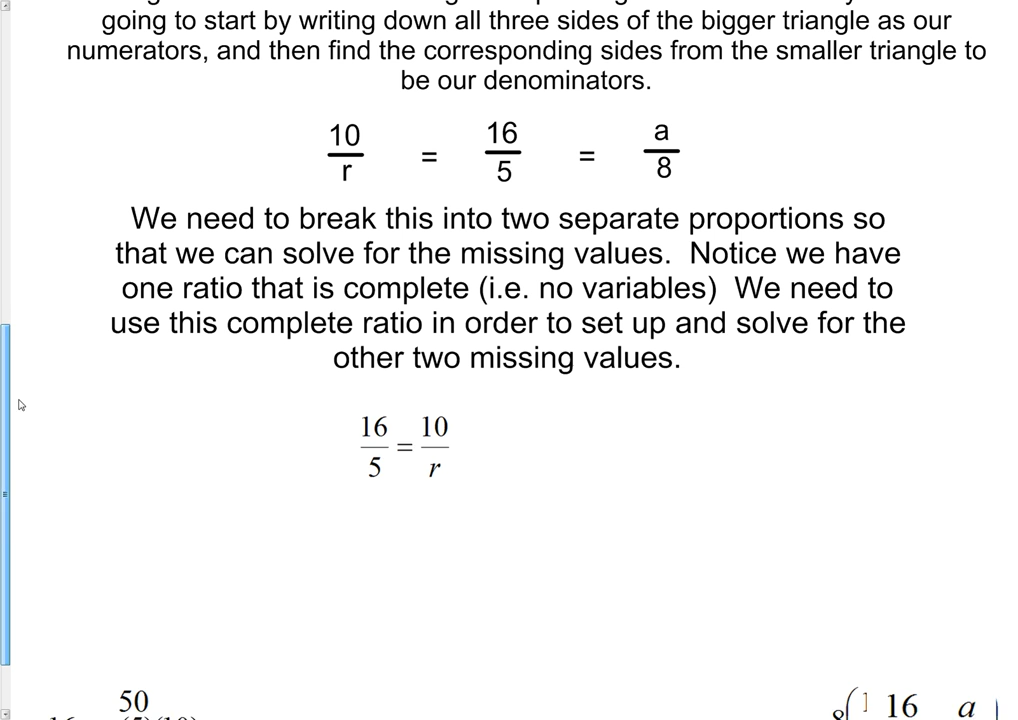 going to start by writing down all three sides of the bigger triangle as our
numerators, and then find the corresponding sides from the smaller triangle to
be our denominators.
10/r = 16/5 = a/8
We need to break this into two separate proportions so
that we can solve for the missing values. Notice we have
one ratio that is complete (i.e. no variables) We need to
use this complete ratio in order to set up and solve for the
other two missing values.
16/5 = 10/r
50
16 a